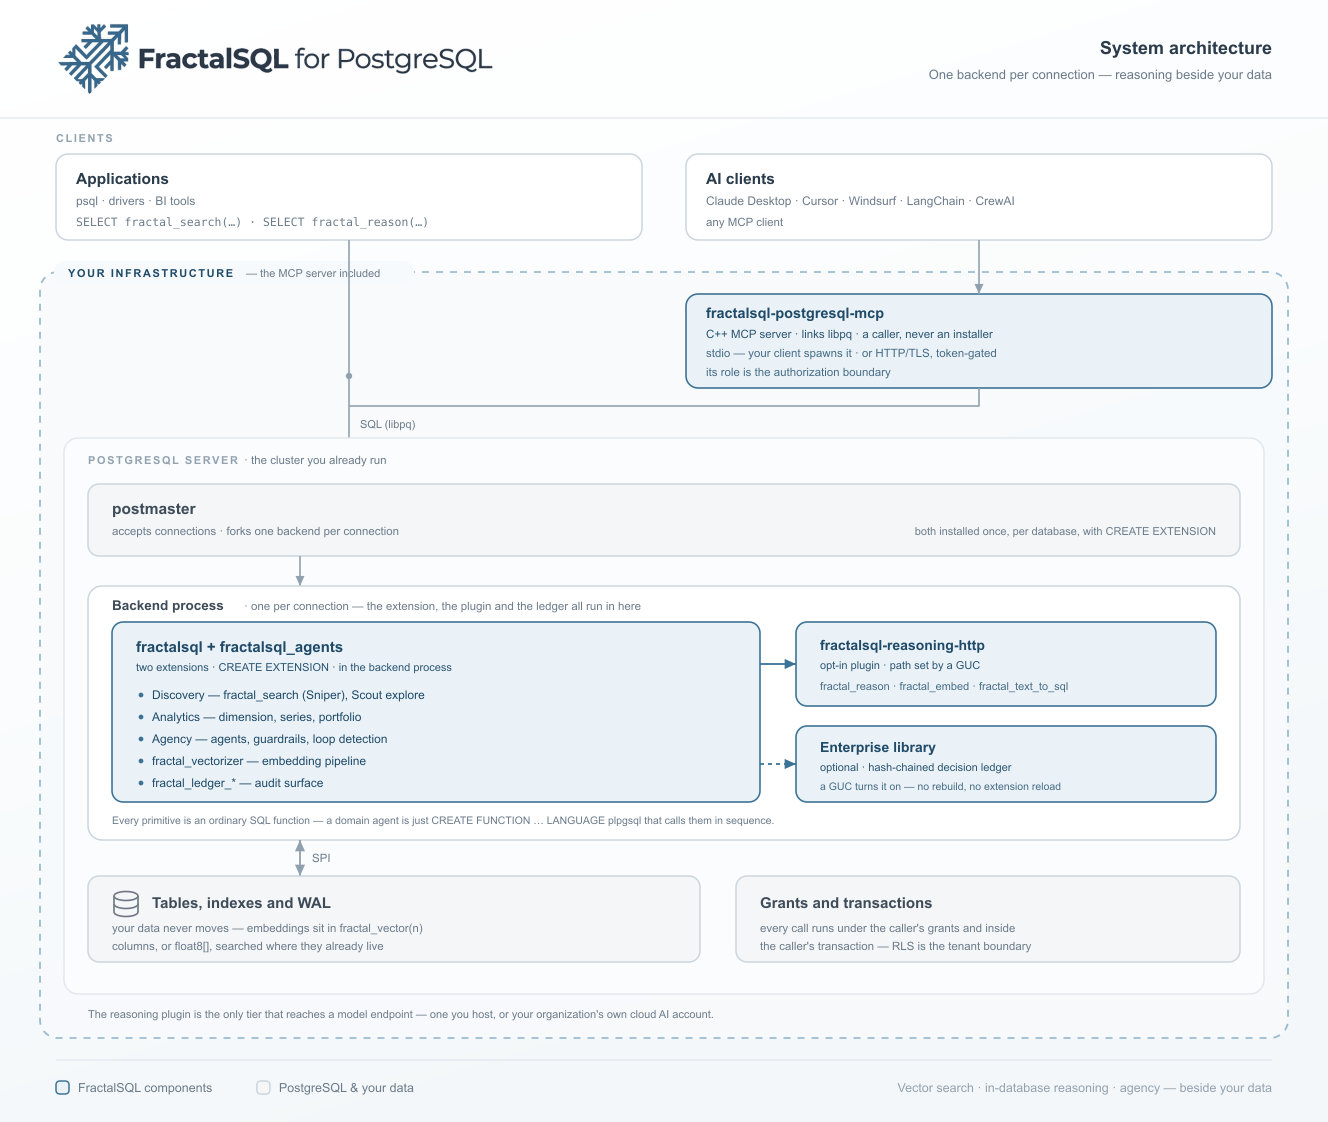 FractalSQL for PostgreSQL
System architecture
One backend per connection — reasoning beside your data
CLIENTS
Applications
psql · drivers · BI tools
SELECT fractal_search(…) · SELECT fractal_reason(…)
AI clients
Claude Desktop · Cursor · Windsurf · LangChain · CrewAI
any MCP client
YOUR INFRASTRUCTURE — the MCP server included
fractalsql-postgresql-mcp
C++ MCP server · links libpq · a caller, never an installer
stdio — your client spawns it · or HTTP/TLS, token-gated
its role is the authorization boundary
SQL (libpq)
POSTGRESQL SERVER · the cluster you already run
postmaster
accepts connections · forks one backend per connection
both installed once, per database, with CREATE EXTENSION
Backend process · one per connection — the extension, the plugin and the ledger all run in here
fractalsql + fractalsql_agents
two extensions · CREATE EXTENSION · in the backend process
• Discovery — fractal_search (Sniper), Scout explore
• Analytics — dimension, series, portfolio
• Agency — agents, guardrails, loop detection
• fractal_vectorizer — embedding pipeline
• fractal_ledger_* — audit surface
fractalsql-reasoning-http
opt-in plugin · path set by a GUC
fractal_reason · fractal_embed · fractal_text_to_sql
Enterprise library
optional · hash-chained decision ledger
a GUC turns it on — no rebuild, no extension reload
Every primitive is an ordinary SQL function — a domain agent is just CREATE FUNCTION … LANGUAGE plpgsql that calls them in sequence.
SPI
Tables, indexes and WAL
your data never moves — embeddings sit in fractal_vector(n)
columns, or float8[], searched where they already live
Grants and transactions
every call runs under the caller's grants and inside
the caller's transaction — RLS is the tenant boundary
The reasoning plugin is the only tier that reaches a model endpoint — one you host, or your organization's own cloud AI account.
FractalSQL components
PostgreSQL & your data
Vector search · in-database reasoning · agency — beside your data